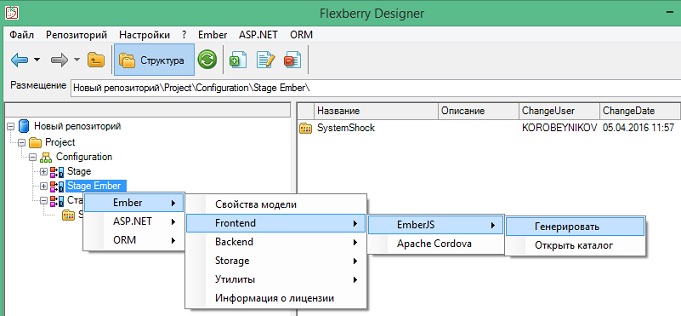 Flexberry Designer
Файл Репозиторий Настройки ? Ember ASP.NET ORM
Структура
Размещение Новый репозиторий\Project\Configuration\Stage Ember\
Новый репозиторий
Project
Configuration
Stage
Stage Ember
Ста
S
Название Описание ChangeUser ChangeDate
SystemShock KOROBEYNIKOV 05.04.2016 11:57
Ember
ASP.NET
ORM
Свойства модели
Frontend
Backend
Storage
Утилиты
Информация о лицензии
EmberJS
Apache Cordova
Генерировать
Открыть каталог